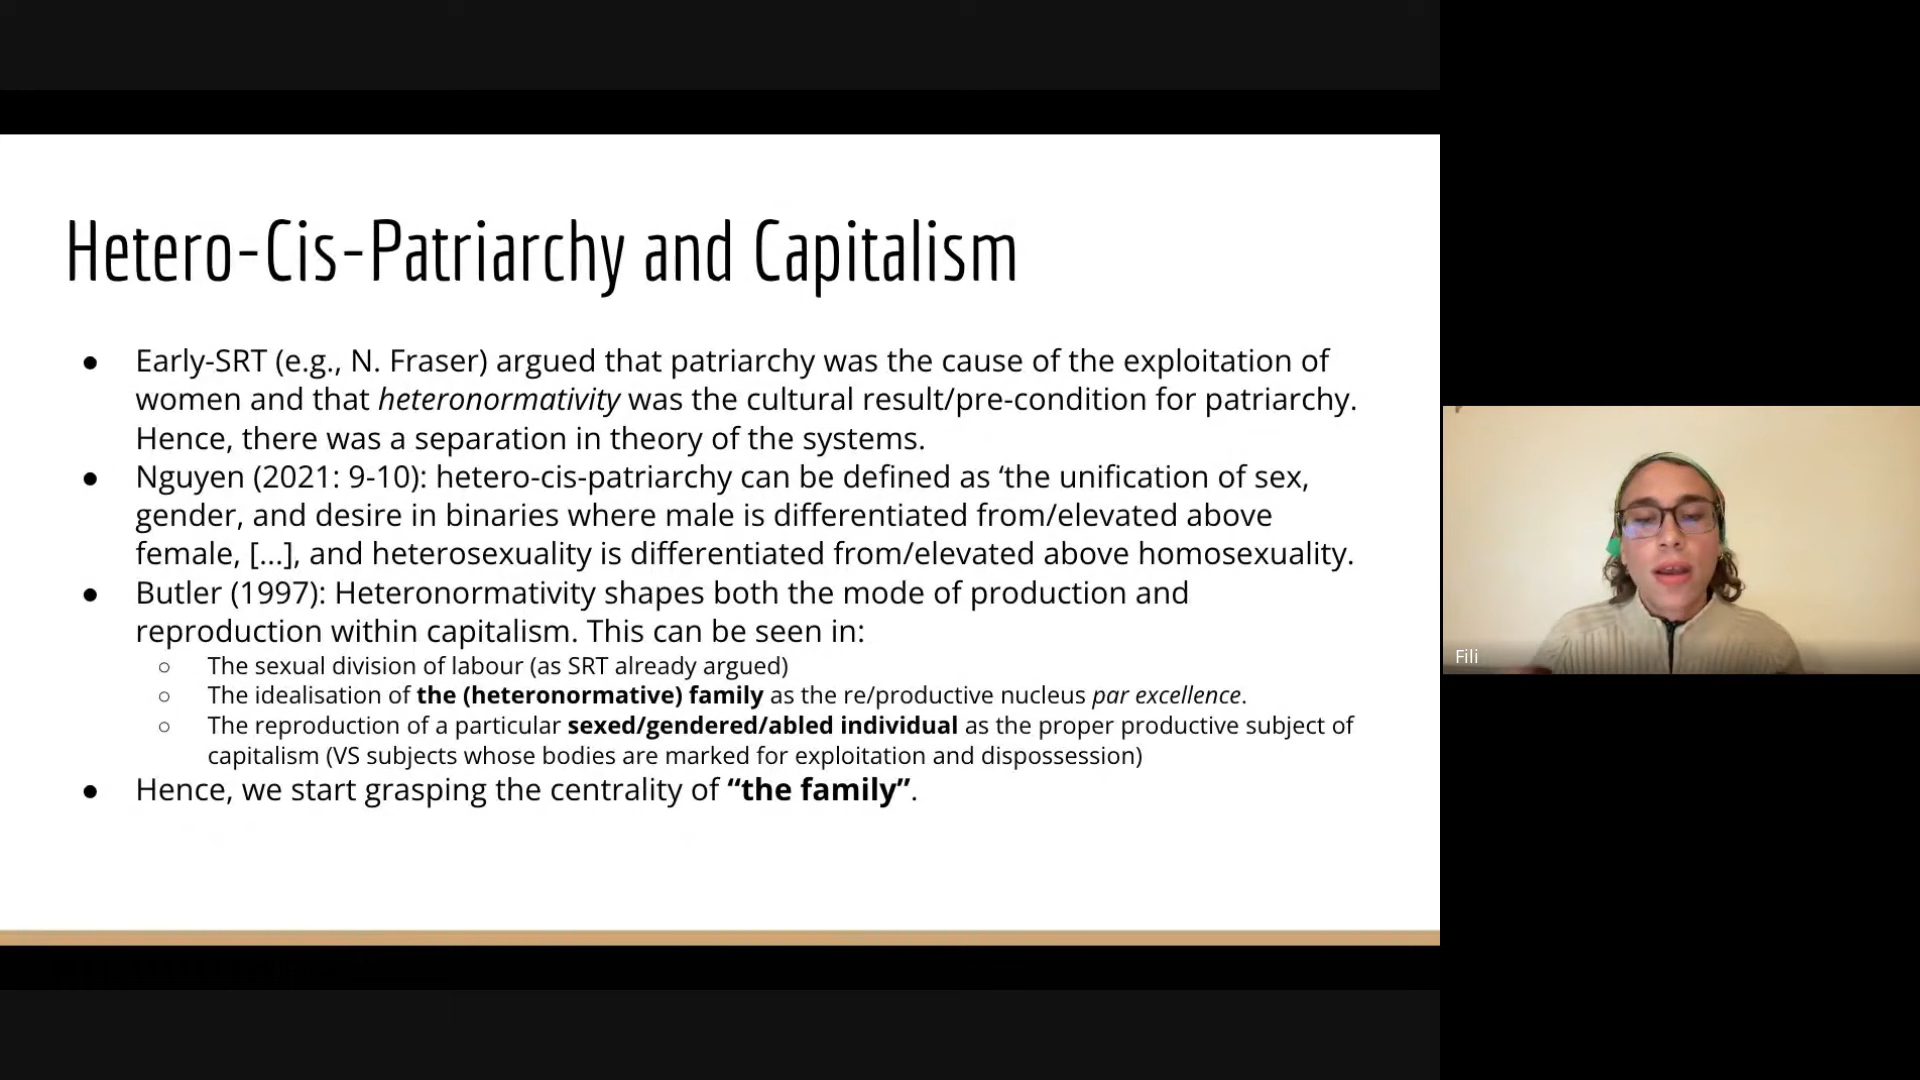 Hetero-Cis-Patriarchy and Capitalism
● Early-SRT (e.g., N. Fraser) argued that patriarchy was the cause of the exploitation of
women and that heteronormativity was the cultural result/pre-condition for patriarchy.
Hence, there was a separation in theory of the systems.
● Nguyen (2021: 9-10): hetero-cis-patriarchy can be defined as ‘the unification of sex,
gender, and desire in binaries where male is differentiated from/elevated above
female, [...], and heterosexuality is differentiated from/elevated above homosexuality.
● Butler (1997): Heteronormativity shapes both the mode of production and
reproduction within capitalism. This can be seen in:
○ The sexual division of labour (as SRT already argued)
○ The idealisation of the (heteronormative) family as the re/productive nucleus par excellence.
○ The reproduction of a particular sexed/gendered/abled individual as the proper productive subject of
capitalism (VS subjects whose bodies are marked for exploitation and dispossession)
● Hence, we start grasping the centrality of “the family”.
Fili